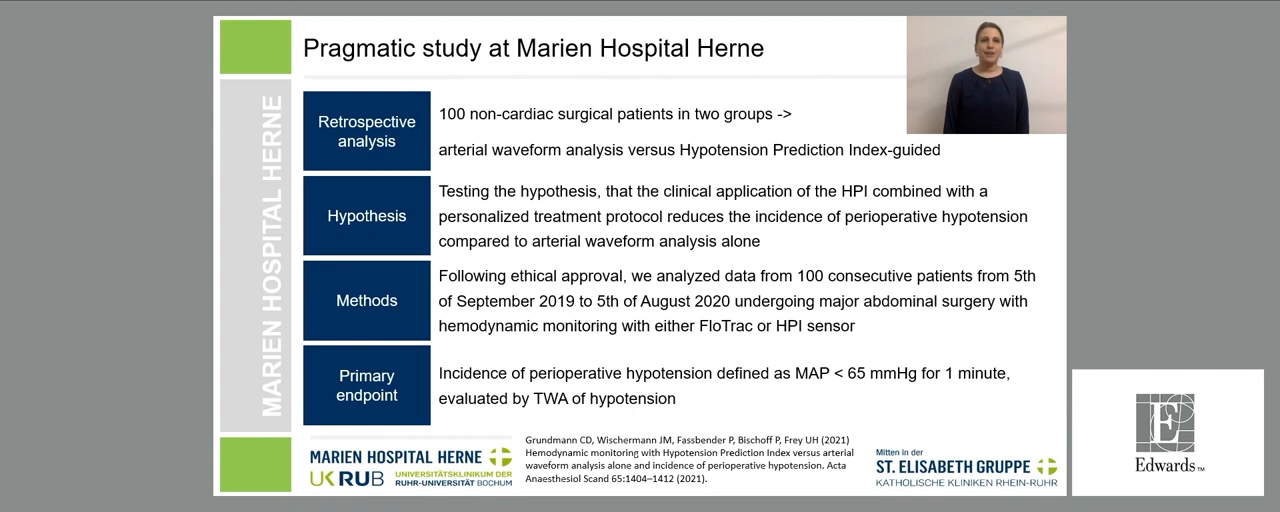 Pragmatic study at Marien Hospital Herne
MARIEN HOSPITAL HERNE
Retrospective
analysis
100 non-cardiac surgical patients in two groups ->
arterial waveform analysis versus Hypotension Prediction Index-guided
Hypothesis
Testing the hypothesis, that the clinical application of the HPI combined with a
personalized treatment protocol reduces the incidence of perioperative hypotension
compared to arterial waveform analysis alone
Methods
Following ethical approval, we analyzed data from 100 consecutive patients from 5th
of September 2019 to 5th of August 2020 undergoing major abdominal surgery with
hemodynamic monitoring with either FloTrac or HPI sensor
Primary
endpoint
Incidence of perioperative hypotension defined as MAP < 65 mmHg for 1 minute,
evaluated by TWA of hypotension
MARIEN HOSPITAL HERNE
UK RUB
UNIVERSITÄTSKLINIKUM DER
RUHR-UNIVERSITÄT BOCHUM
Grundmann CD, Wischermann JM, Fassbender P, Bischoff P, Frey UH (2021)
Hemodynamic monitoring with Hypotension Prediction Index versus arterial
waveform analysis alone and incidence of perioperative hypotension. Acta
Anaesthesiol Scand 65:1404–1412 (2021).
Mitten in der
ST. ELISABETH GRUPPE
KATHOLISCHE KLINIKEN RHEIN-RUHR
E
Edwards™